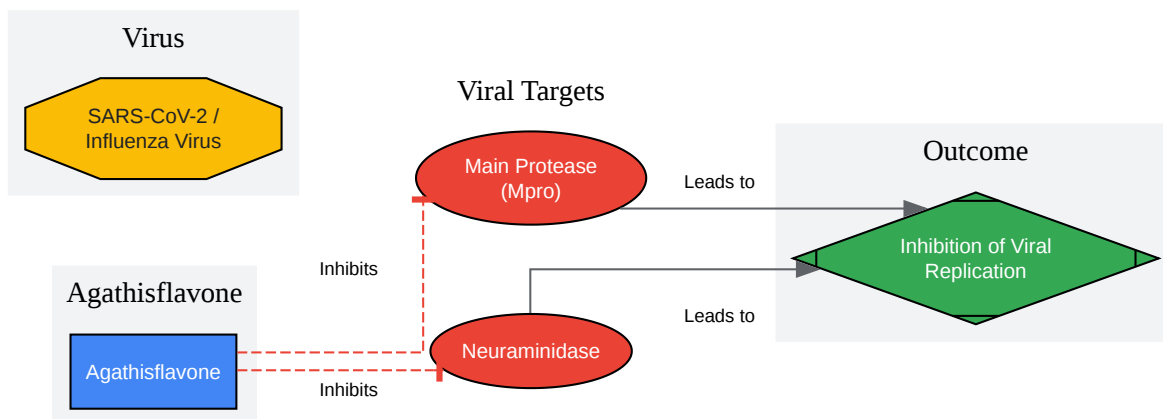 Virus
SARS-CoV-2 /
Influenza Virus
Viral Targets
Main Protease
(Mpro)
Leads to
Outcome
Inhibition of Viral
Replication
Inhibits
Agathisflavone
Agathisflavone
Inhibits
Neuraminidase
Leads to